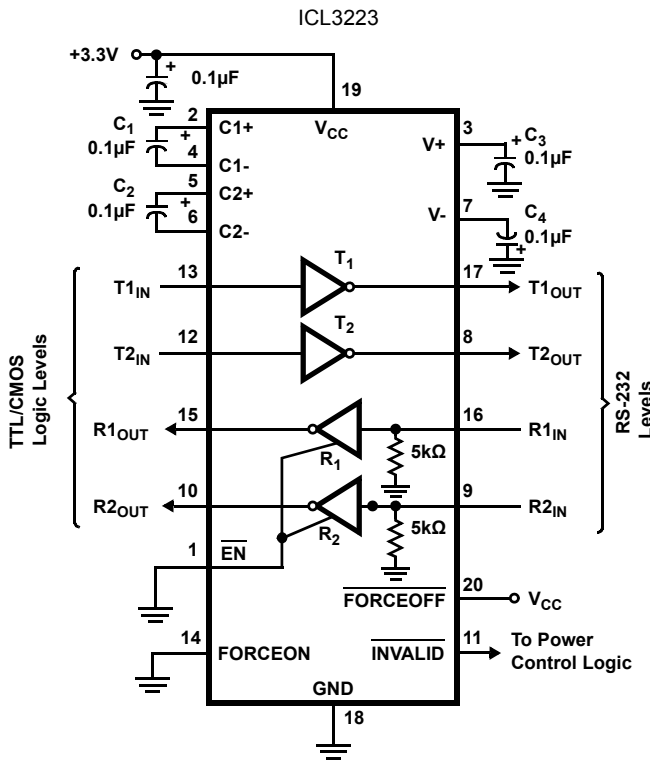 ICL3223
+3.3V
+
0.1µF
19
2
C1+
VCC
3
C1
0.1µF
+
V+
+
C3
0.1µF
4
C1-
5
C2+
C2
0.1µF
+
6
C2-
7
V-
C4
0.1µF
+
TTL/CMOS
Logic Levels
RS-232
Levels
13
T1IN
T1
17
T1OUT
12
T2IN
T2
8
T2OUT
15
R1OUT
R1
5kΩ
16
R1IN
10
R2OUT
R2
5kΩ
9
R2IN
1
EN
20
FORCEOFF
VCC
14
FORCEON
INVALID
11
To Power
Control Logic
GND
18